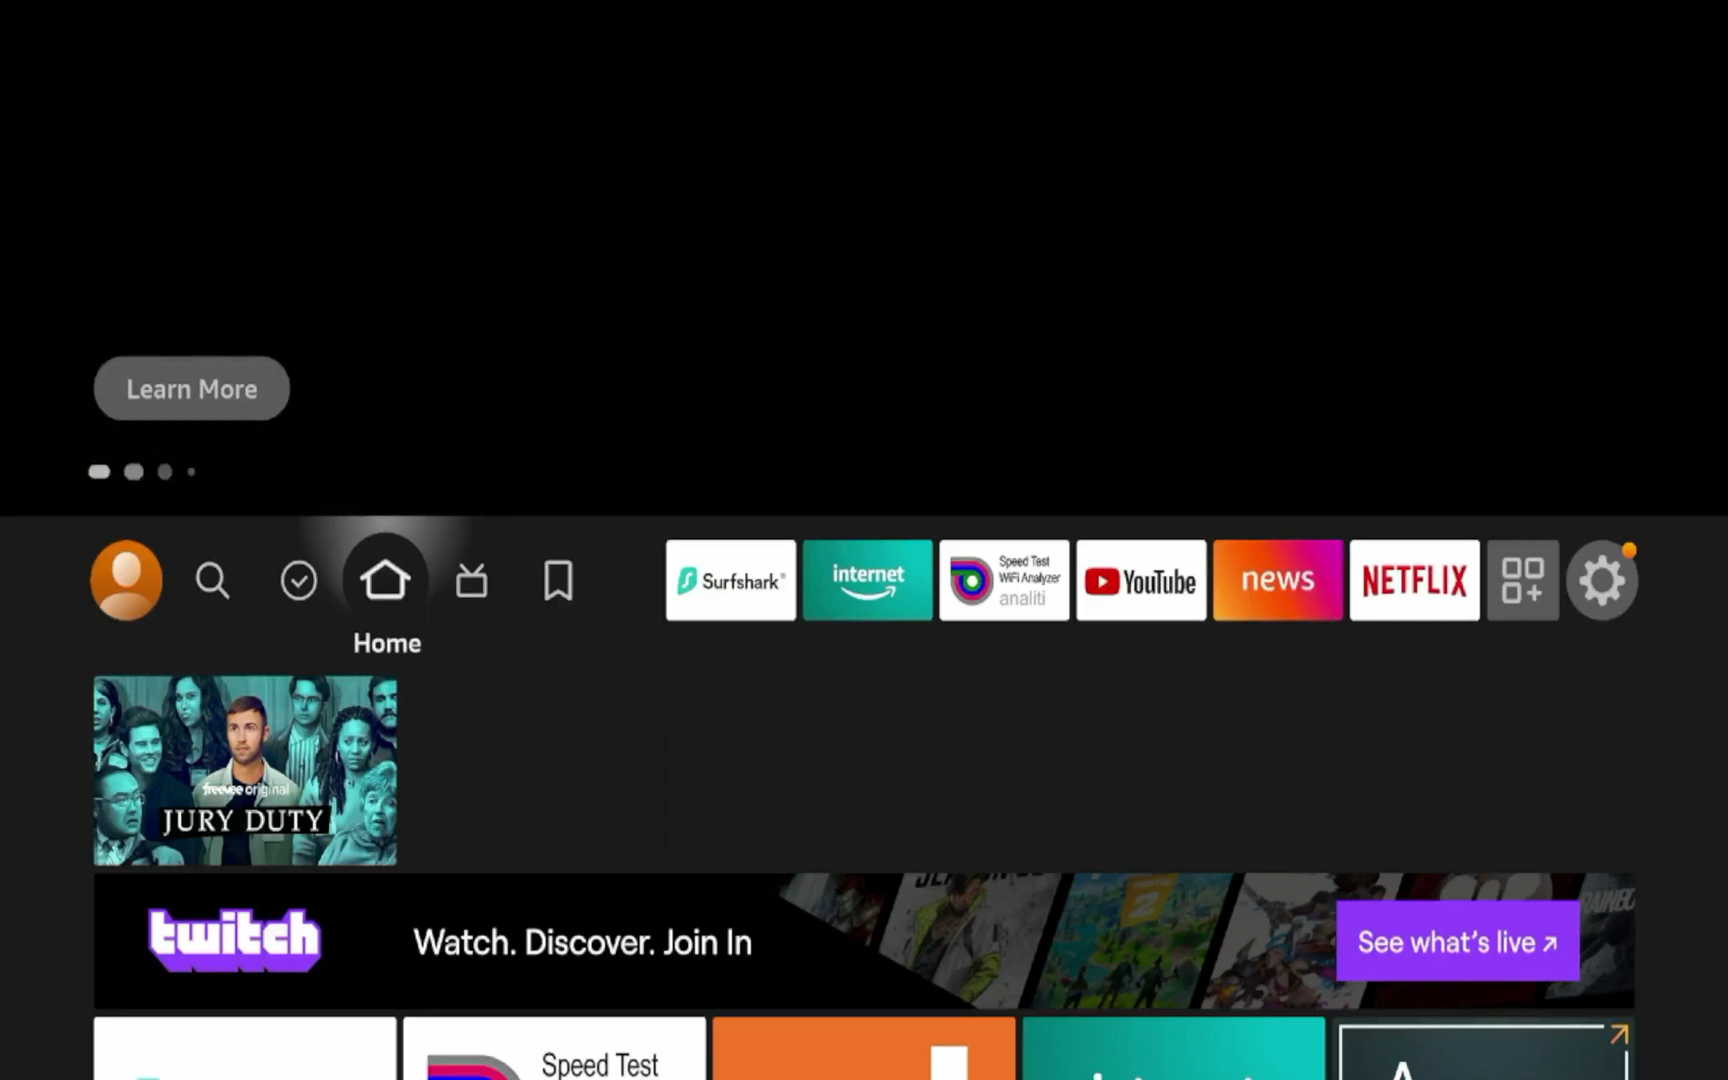 Learn More
Surfshark®
internet
Speed Test
WiFi Analyzer
analiti
YouTube
news
NETFLIX
Home
freevee original
JURY DUTY
twitch
Watch. Discover. Join In
2
See what's live
Speed Test